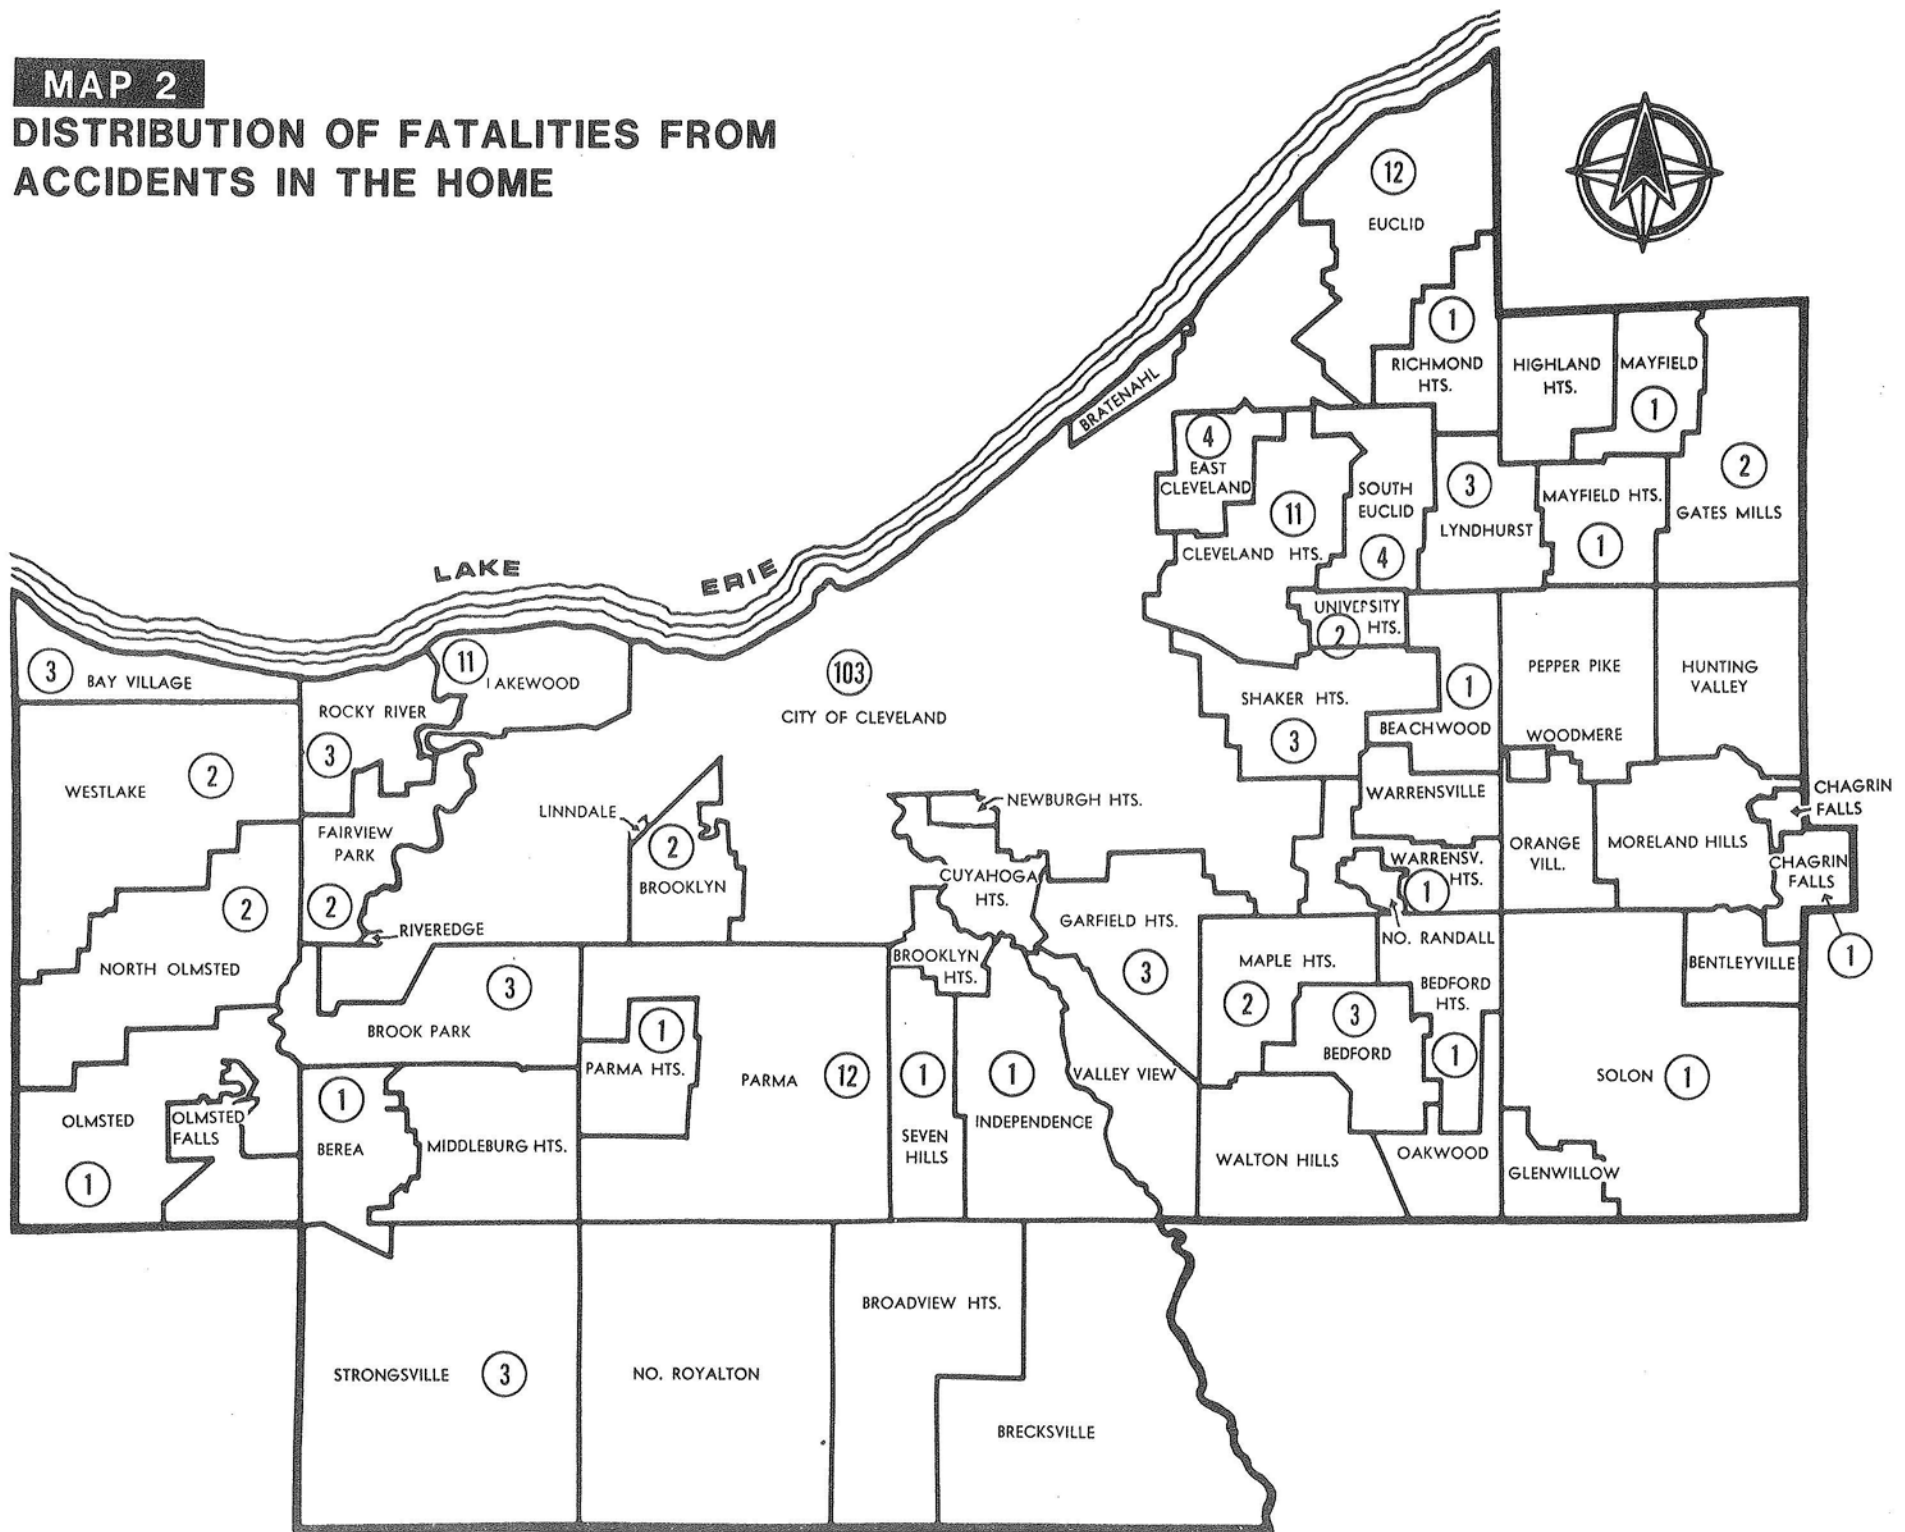 MAP 2
DISTRIBUTION OF FATALITIES FROM
ACCIDENTS IN THE HOME
12
EUCLID
1
RICHMOND
HTS.
HIGHLAND
HTS.
MAYFIELD
1
2
GATES MILLS
BRATENAHL
4
EAST
CLEVELAND
11
CLEVELAND HTS.
SOUTH
EUCLID
4
3
LYNDHURST
MAYFIELD HTS.
1
LAKE ERIE
UNIVERSITY
HTS.
2
3
BAY VILLAGE
11
LAKEWOOD
ROCKY RIVER
3
103
CITY OF CLEVELAND
SHAKER HTS.
3
1
BEACHWOOD
PEPPER PIKE
HUNTING
VALLEY
WOODMERE
WESTLAKE
2
FAIRVIEW
PARK
2
LINNDALE
2
BROOKLYN
NEWBURGH HTS.
CUYAHOGA
HTS.
WARRENSVILLE
WARRENSV.
HTS.
1
ORANGE
VILL.
MORELAND HILLS
CHAGRIN
FALLS
CHAGRIN
FALLS
1
2
NORTH OLMSTED
RIVEREDGE
GARFIELD HTS.
3
NO. RANDALL
BROOKLYN
HTS.
MAPLE HTS.
2
BEDFORD
HTS.
1
BENTLEYVILLE
3
BROOK PARK
1
PARMA HTS.
PARMA
12
1
SEVEN
HILLS
1
INDEPENDENCE
VALLEY VIEW
3
BEDFORD
SOLON
1
OLMSTED
1
OLMSTED
FALLS
1
BEREA
MIDDLEBURG HTS.
WALTON HILLS
OAKWOOD
GLENWILLOW
STRONGSVILLE
3
NO. ROYALTON
BROADVIEW HTS.
BRECKSVILLE